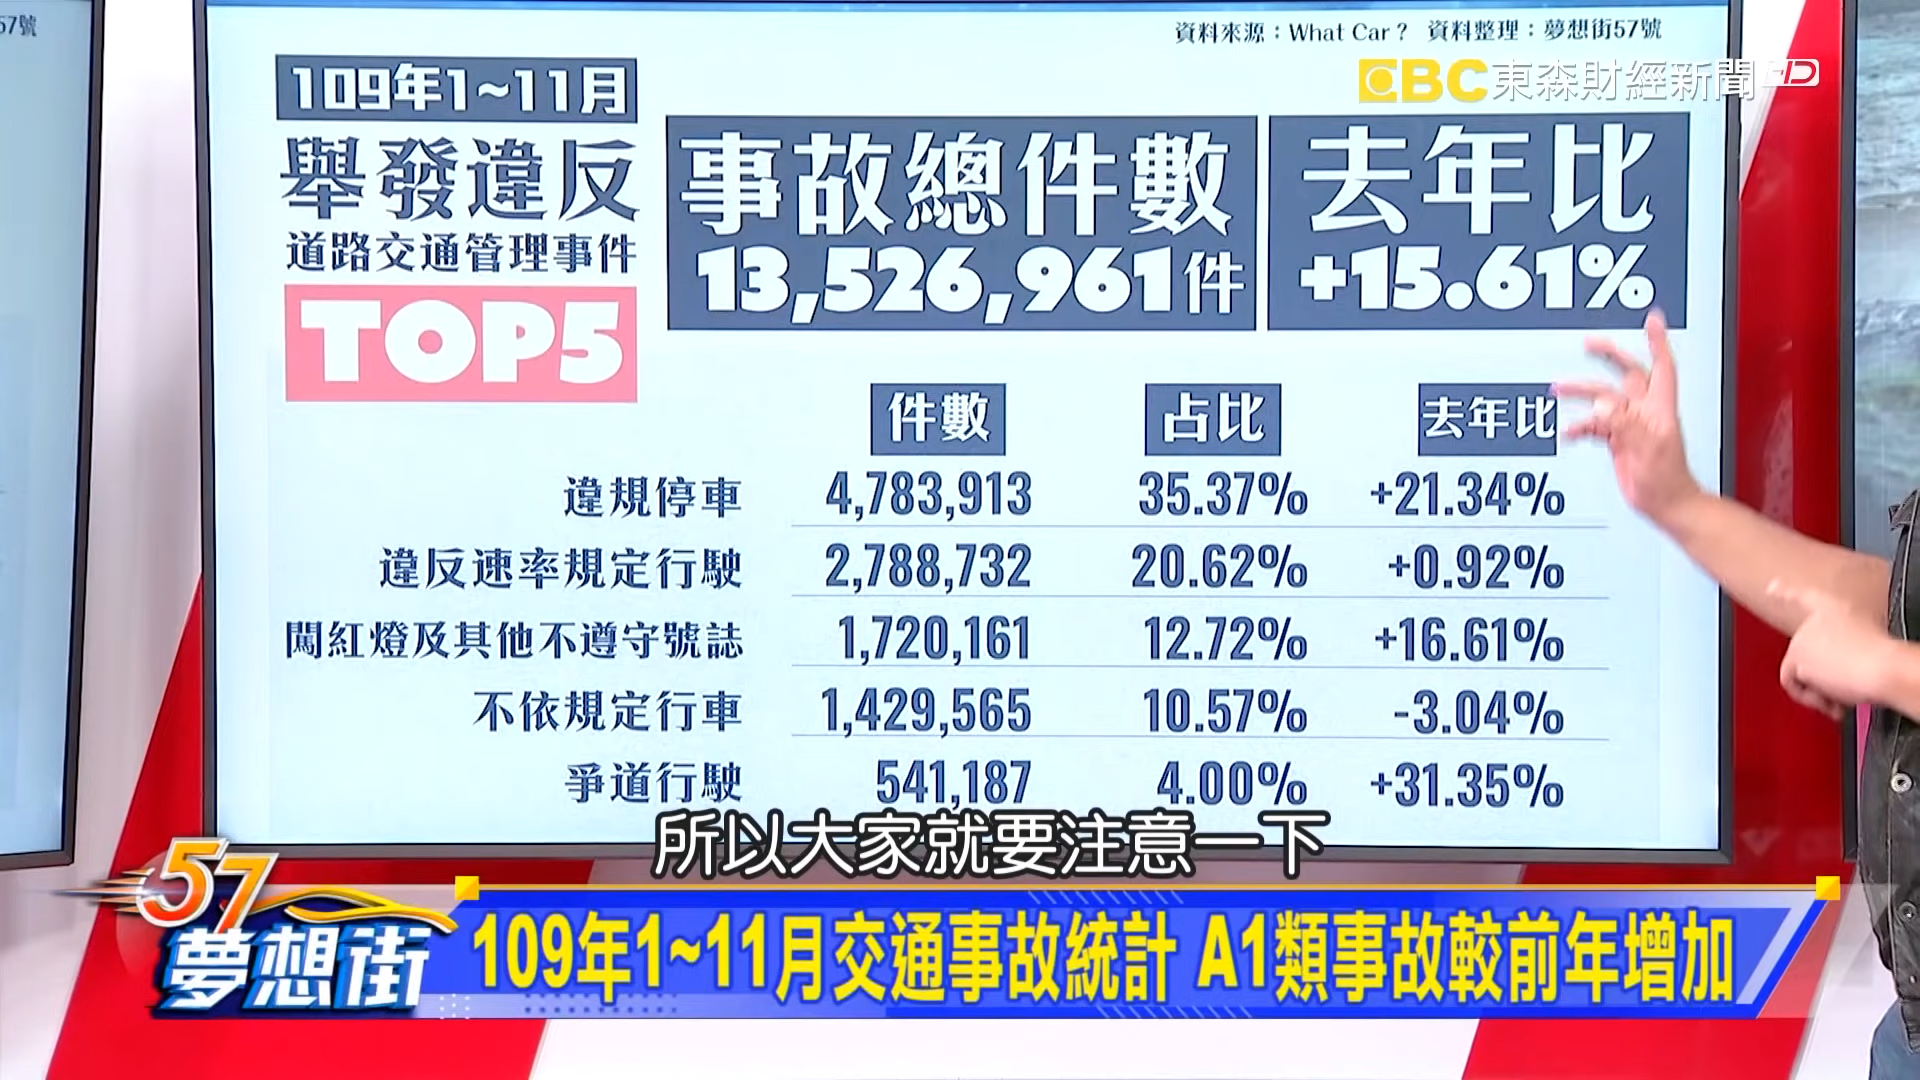 57號
資料來源：What Car？ 資料整理：夢想街57號
EBC東森財經新聞HD
109年1~11月
舉發違反
道路交通管理事件
TOP5
事故總件數
13,526,961件
去年比
+15.61%
件數 占比 去年比
違規停車 4,783,913 35.37% +21.34%
違反速率規定行駛 2,788,732 20.62% +0.92%
闖紅燈及其他不遵守號誌 1,720,161 12.72% +16.61%
不依規定行車 1,429,565 10.57% -3.04%
爭道行駛 541,187 4.00% +31.35%
所以大家就要注意一下
57
夢想街
109年1~11月交通事故統計 A1類事故較前年增加